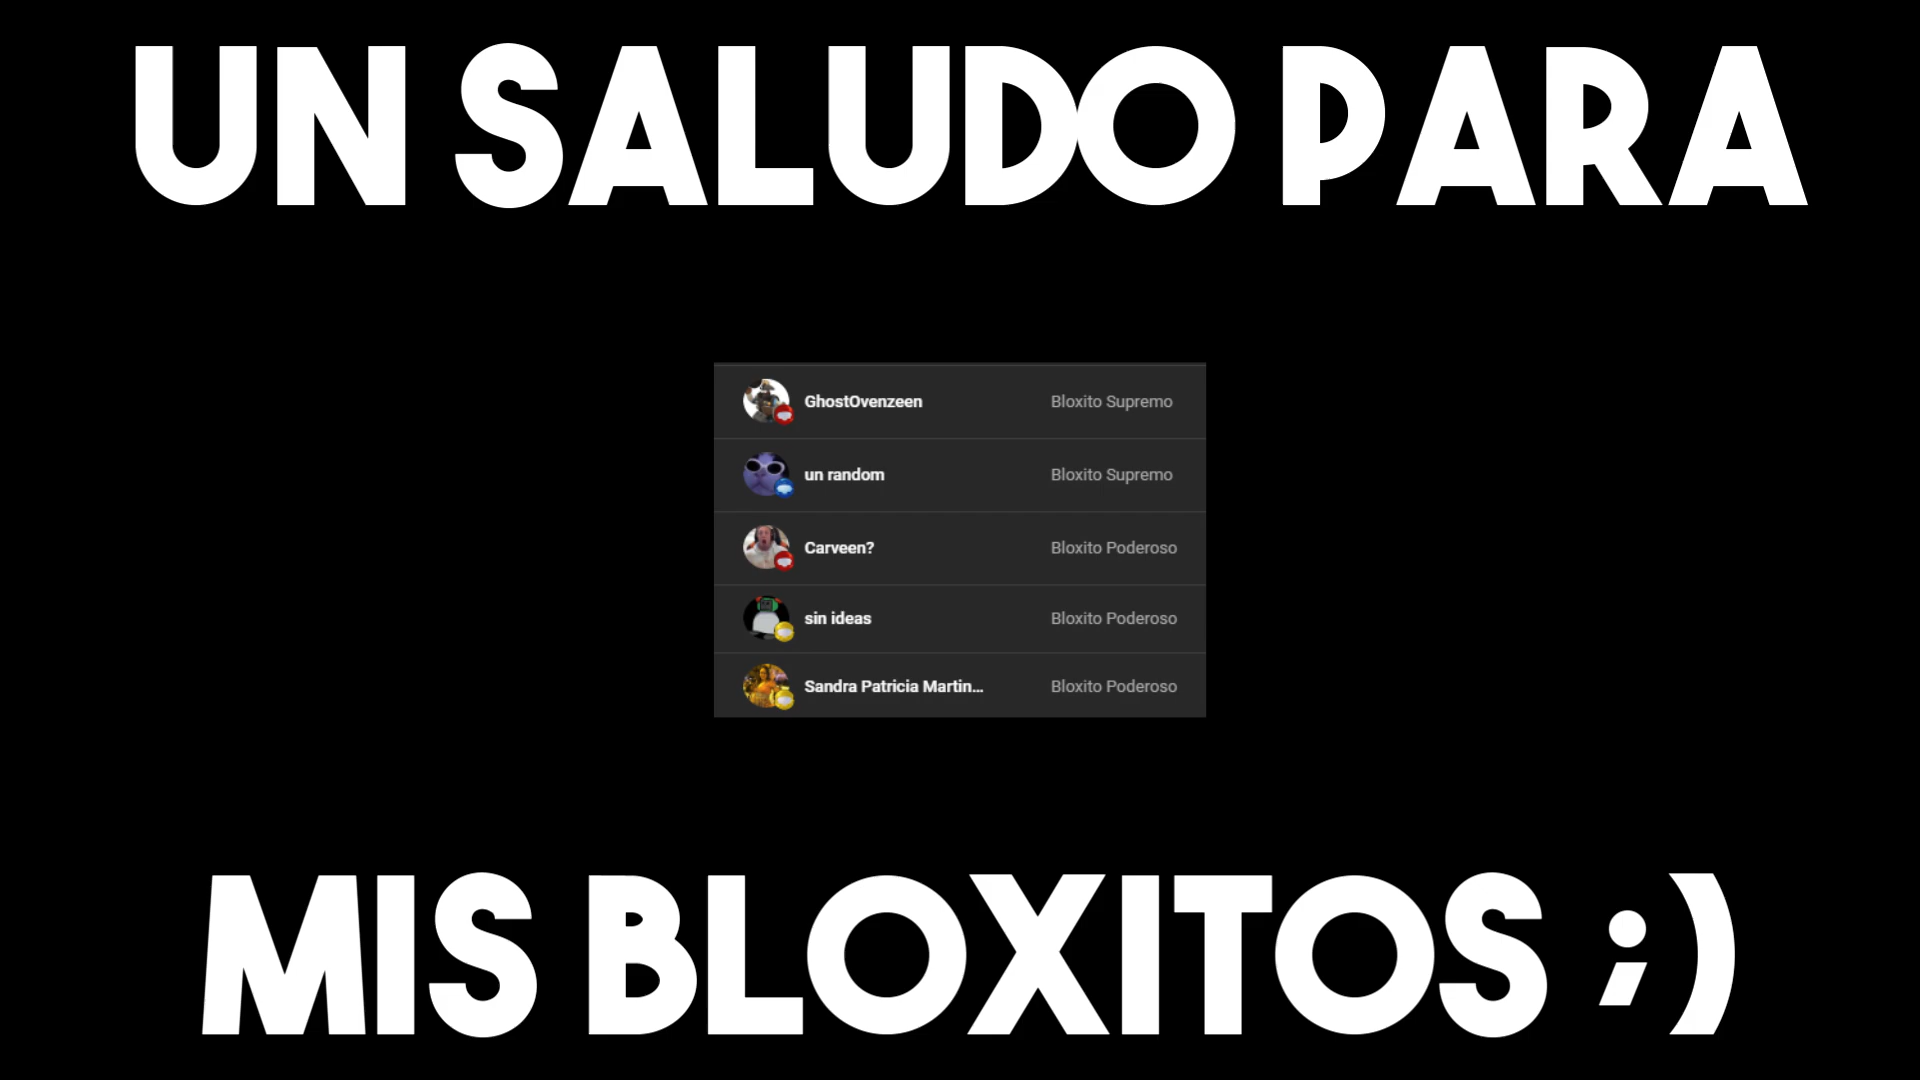 UN SALUDO PARA
GhostOvenzeen Bloxito Supremo
un random Bloxito Supremo
Carveen? Bloxito Poderoso
sin ideas Bloxito Poderoso
Sandra Patricia Martin... Bloxito Poderoso
MIS BLOXITOS ;)